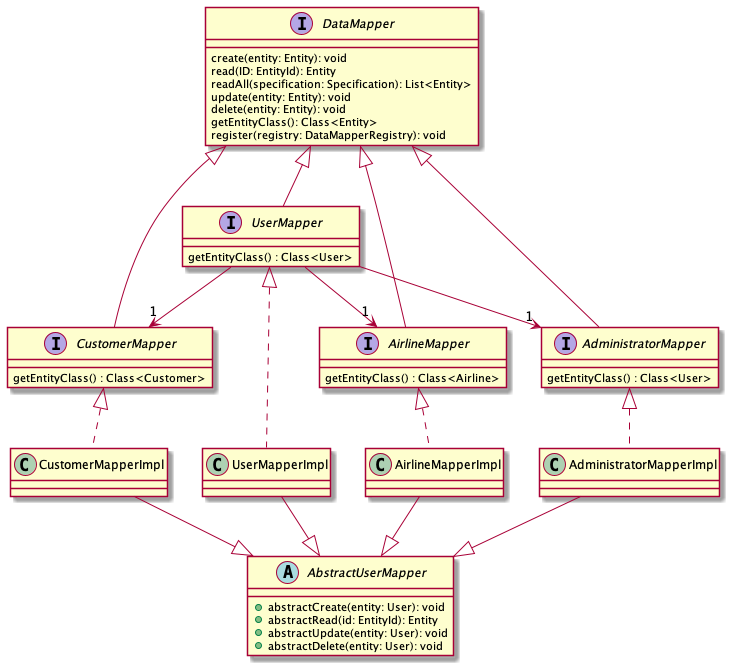 I DataMapper
create(entity: Entity): void
read(ID: EntityId): Entity
readAll(specification: Specification): List<Entity>
update(entity: Entity): void
delete(entity: Entity): void
getEntityClass(): Class<Entity>
register(registry: DataMapperRegistry): void
I UserMapper
getEntityClass() : Class<User>
1
1
1
I CustomerMapper
getEntityClass() : Class<Customer>
I AirlineMapper
getEntityClass() : Class<Airline>
I AdministratorMapper
getEntityClass() : Class<User>
C CustomerMapperImpl
C UserMapperImpl
C AirlineMapperImpl
C AdministratorMapperImpl
A AbstractUserMapper
abstractCreate(entity: User): void
abstractRead(id: EntityId): Entity
abstractUpdate(entity: User): void
abstractDelete(entity: User): void